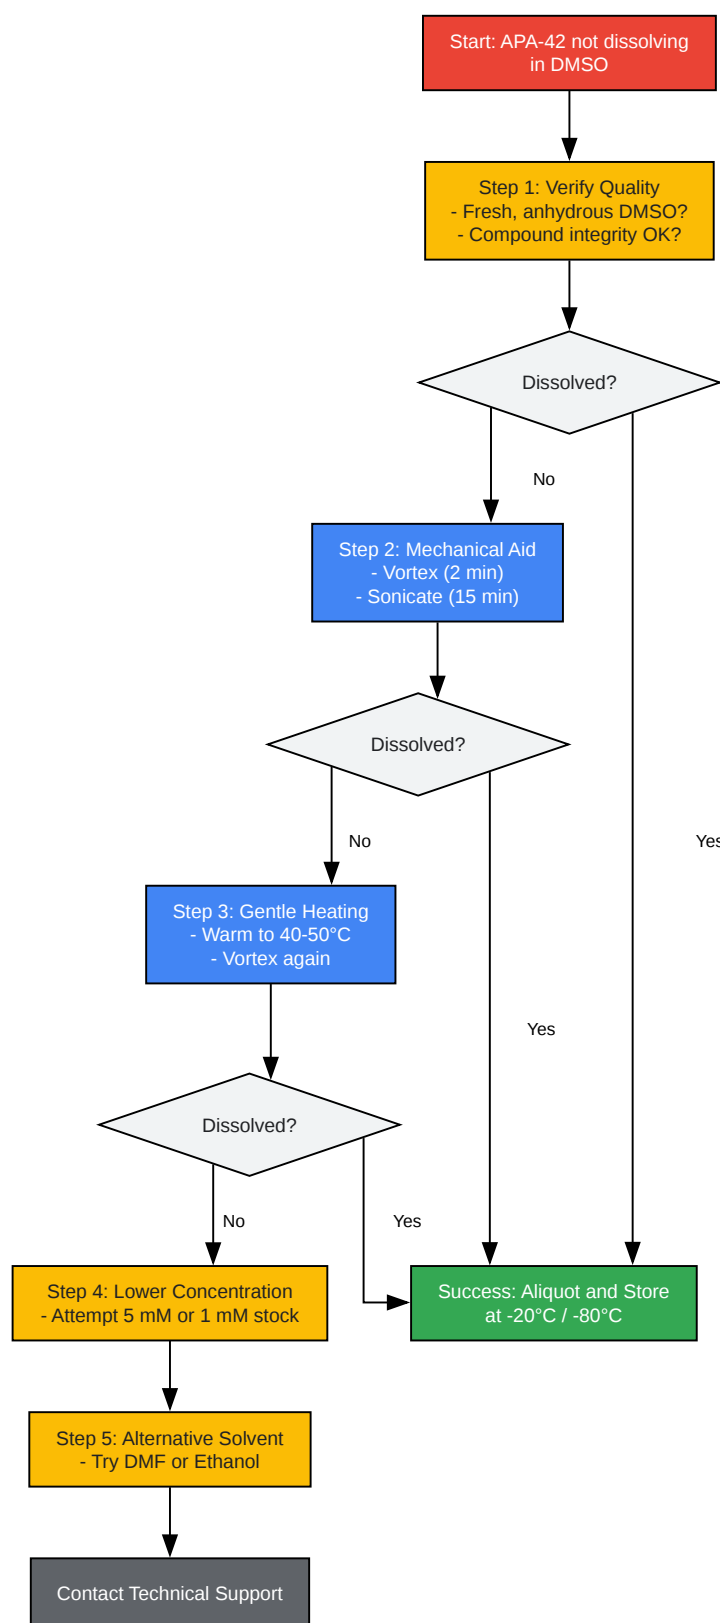 Start: APA-42 not dissolving
in DMSO
Step 1: Verify Quality
- Fresh, anhydrous DMSO?
- Compound integrity OK?
Dissolved?
No
Step 2: Mechanical Aid
- Vortex (2 min)
- Sonicate (15 min)
Dissolved?
No
Yes
Step 3: Gentle Heating
- Warm to 40-50°C
- Vortex again
Yes
Dissolved?
No
Yes
Step 4: Lower Concentration
- Attempt 5 mM or 1 mM stock
Success: Aliquot and Store
at -20°C / -80°C
Step 5: Alternative Solvent
- Try DMF or Ethanol
Contact Technical Support